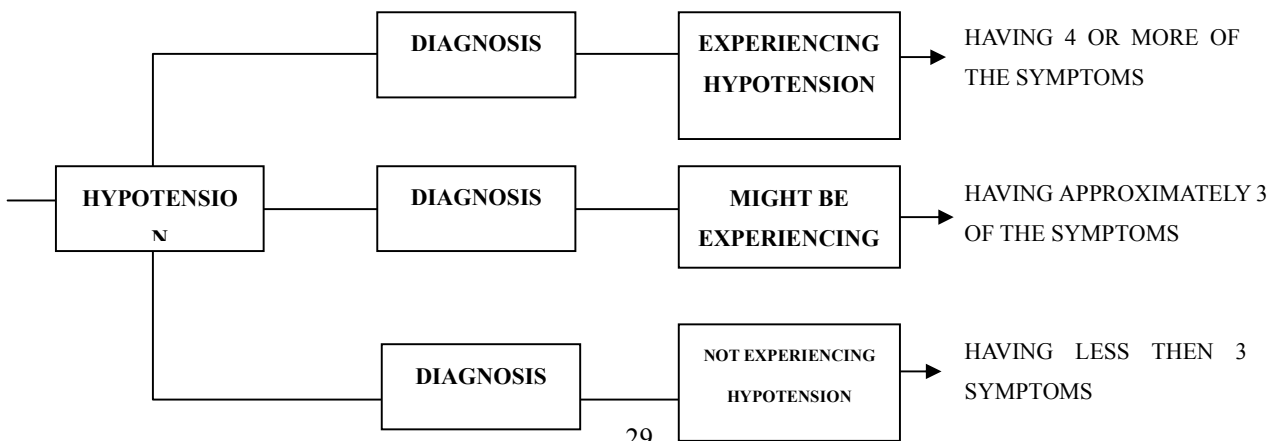 DIAGNOSIS
EXPERIENCING
HYPOTENSION
HAVING 4 OR MORE OF
THE SYMPTOMS
HYPOTENSIO
N
DIAGNOSIS
MIGHT BE
EXPERIENCING
HAVING APPROXIMATELY 3
OF THE SYMPTOMS
DIAGNOSIS
NOT EXPERIENCING
HYPOTENSION
HAVING LESS THEN 3
SYMPTOMS
29